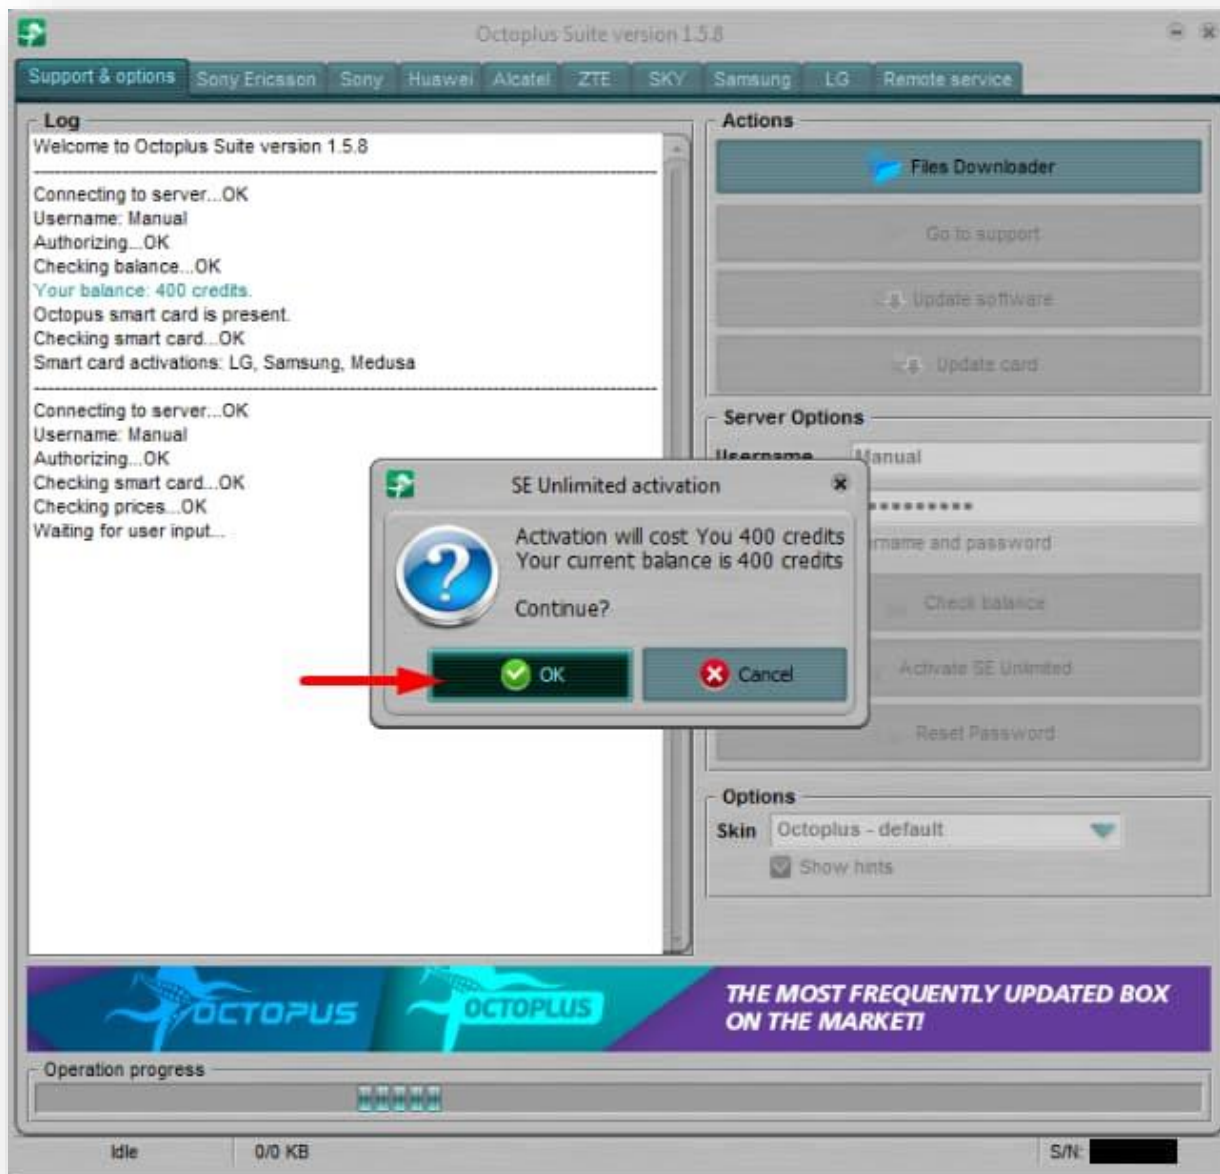 Octoplus Suite version 1.5.8
Support & options Sony Ericsson Sony Huawei Alcatel ZTE SKY Samsung LG Remote service
Log
Welcome to Octoplus Suite version 1.5.8
Connecting to server...OK
Username: Manual
Authorizing...OK
Checking balance...OK
Your balance: 400 credits.
Octopus smart card is present.
Checking smart card...OK
Smart card activations: LG, Samsung, Medusa
Connecting to server...OK
Username: Manual
Authorizing...OK
Checking smart card...OK
Checking prices...OK
Waiting for user input...
Actions
Files Downloader
Go to support
Update software
Update card
Server Options
Username Manual
*********
rname and password
Check balance
Activate SE Unlimited
Reset Password
SE Unlimited activation
Activation will cost You 400 credits
Your current balance is 400 credits
Continue?
OK Cancel
Options
Skin Octoplus - default
Show hints
OCTOPUS OCTOPLUS
THE MOST FREQUENTLY UPDATED BOX
ON THE MARKET!
Operation progress
Idle 0/0 KB S/N: